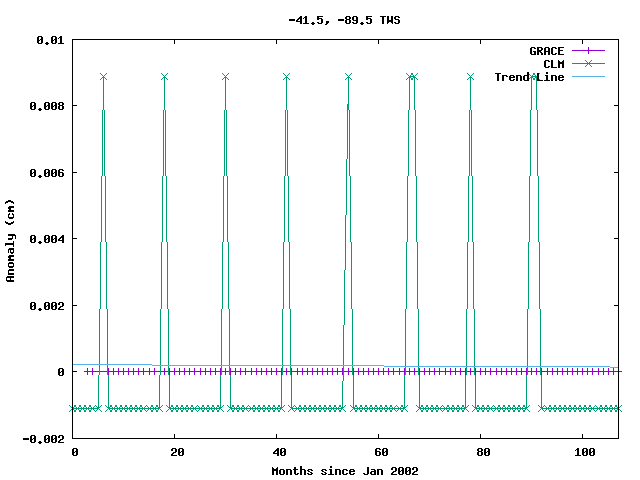 -41.5, -89.5 TWS
0.01
GRACE
CLM
Trend Line
0.008
0.006
0.004
0.002
0
-0.002
Anomaly (cm)
0 20 40 60 80 100
Months since Jan 2002